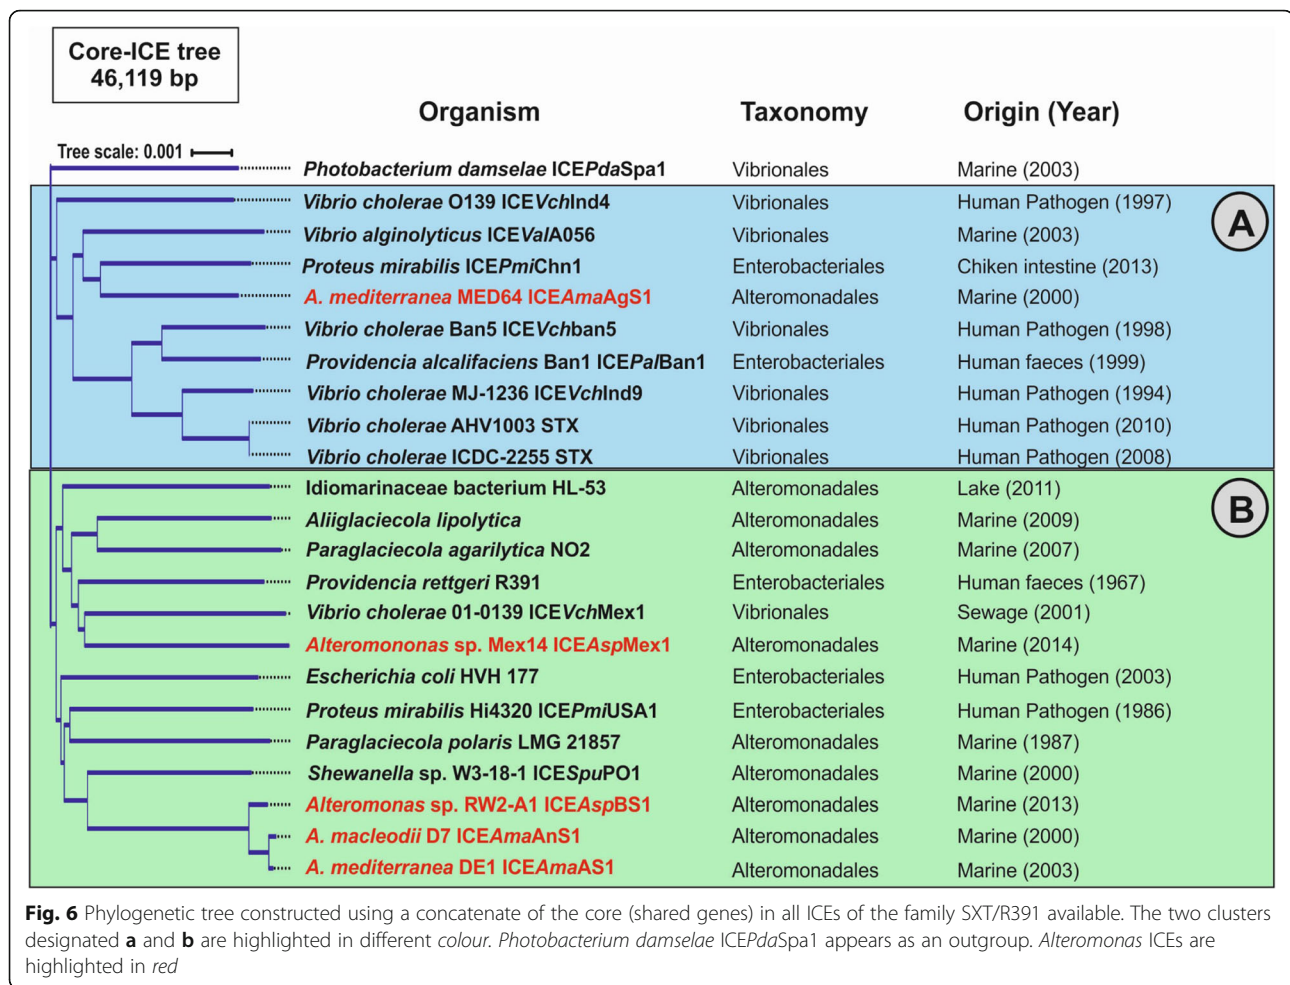 Core-ICE tree
46,119 bp
Organism Taxonomy Origin (Year)
Tree scale: 0.001
Photobacterium damselae ICEPdaSpa1 Vibrionales Marine (2003)
A
Vibrio cholerae O139 ICEVchInd4 Vibrionales Human Pathogen (1997)
Vibrio alginolyticus ICEValA056 Vibrionales Marine (2003)
Proteus mirabilis ICEPmiChn1 Enterobacteriales Chiken intestine (2013)
A. mediterranea MED64 ICEAmaAgS1 Alteromonadales Marine (2000)
Vibrio cholerae Ban5 ICEVchban5 Vibrionales Human Pathogen (1998)
Providencia alcalifaciens Ban1 ICEPalBan1 Enterobacteriales Human faeces (1999)
Vibrio cholerae MJ-1236 ICEVchInd9 Vibrionales Human Pathogen (1994)
Vibrio cholerae AHV1003 STX Vibrionales Human Pathogen (2010)
Vibrio cholerae ICDC-2255 STX Vibrionales Human Pathogen (2008)
B
Idiomarinaceae bacterium HL-53 Alteromonadales Lake (2011)
Aliiglaciecola lipolytica Alteromonadales Marine (2009)
Paraglaciecola agarilytica NO2 Alteromonadales Marine (2007)
Providencia rettgeri R391 Enterobacteriales Human faeces (1967)
Vibrio cholerae 01-0139 ICEVchMex1 Vibrionales Sewage (2001)
Alteromononas sp. Mex14 ICEAspMex1 Alteromonadales Marine (2014)
Escherichia coli HVH 177 Enterobacteriales Human Pathogen (2003)
Proteus mirabilis Hi4320 ICEPmiUSA1 Enterobacteriales Human Pathogen (1986)
Paraglaciecola polaris LMG 21857 Alteromonadales Marine (1987)
Shewanella sp. W3-18-1 ICESpuPO1 Alteromonadales Marine (2000)
Alteromonas sp. RW2-A1 ICEAspBS1 Alteromonadales Marine (2013)
A. macleodii D7 ICEAmaAnS1 Alteromonadales Marine (2000)
A. mediterranea DE1 ICEAmaAS1 Alteromonadales Marine (2003)
Fig. 6 Phylogenetic tree constructed using a concatenate of the core (shared genes) in all ICEs of the family SXT/R391 available. The two clusters
designated a and b are highlighted in different colour. Photobacterium damselae ICEPdaSpa1 appears as an outgroup. Alteromonas ICEs are
highlighted in red